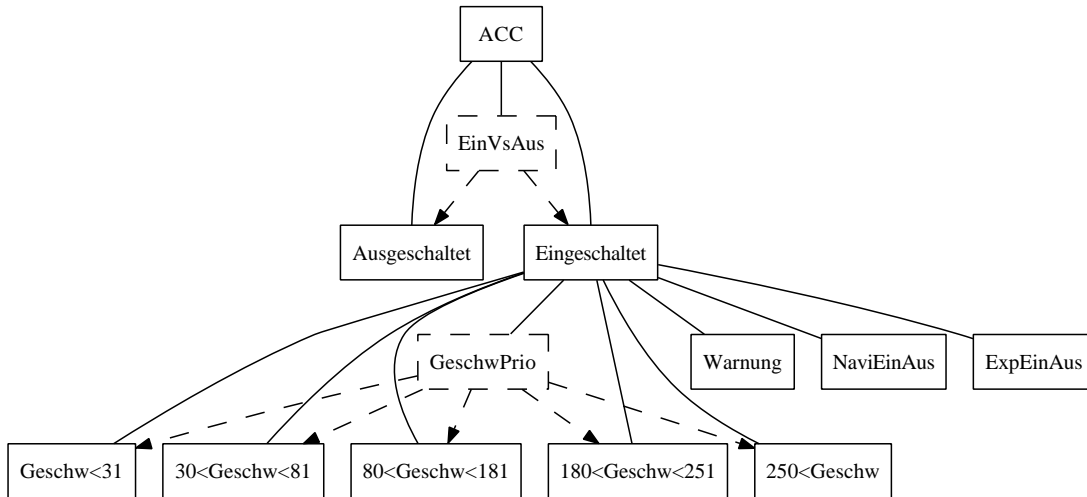 ACC
EinVsAus
Ausgeschaltet
Eingeschaltet
GeschwPrio
Warnung
NaviEinAus
ExpEinAus
Geschw<31
30<Geschw<81
80<Geschw<181
180<Geschw<251
250<Geschw